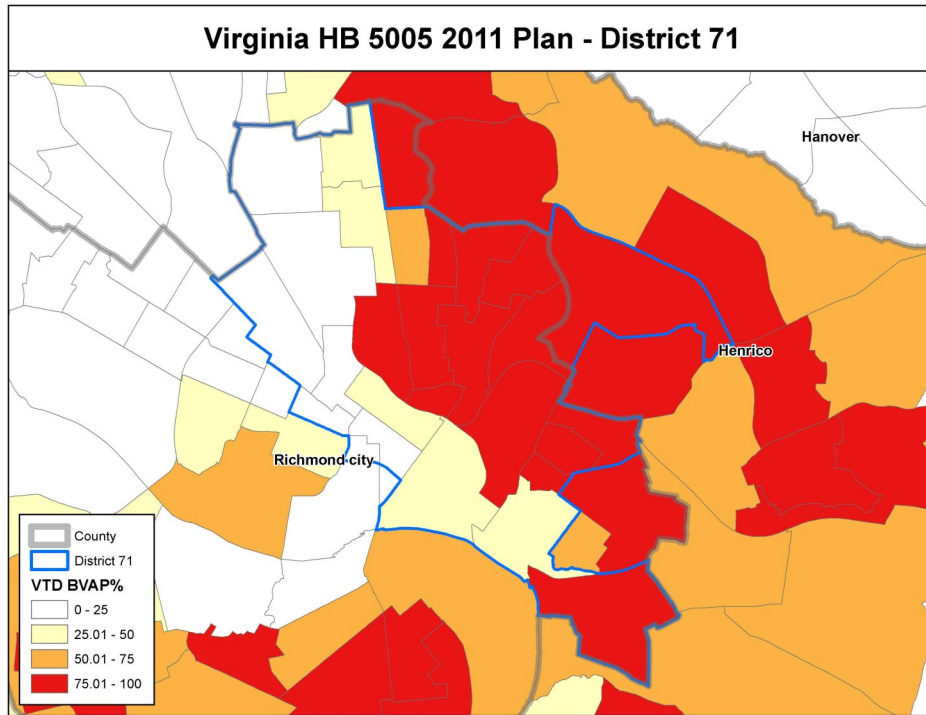 Virginia HB 5005 2011 Plan - District 71
Hanover
Henrico
Richmond city
County
District 71
VTD BVAP%
0 - 25
25.01 - 50
50.01 - 75
75.01 - 100